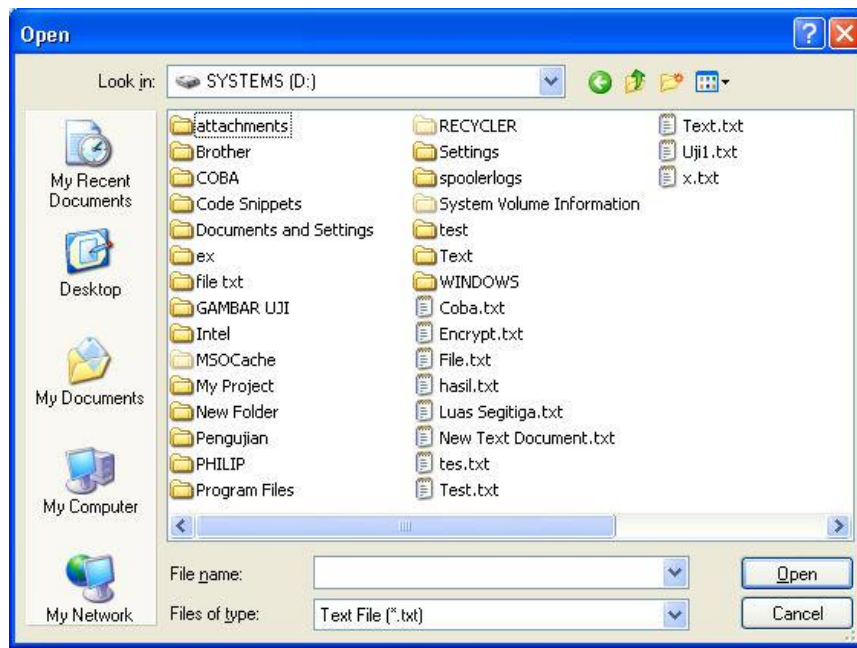 Open
Look in:
SYSTEMS (D:)
My Recent
Documents
Desktop
My Documents
My Computer
My Network
attachments
Brother
COBA
Code Snippets
Documents and Settings
ex
file txt
GAMBAR UJI
Intel
MSOCache
My Project
New Folder
Pengujian
PHILIP
Program Files
RECYCLER
Settings
spoolerlogs
System Volume Information
test
Text
WINDOWS
Coba.txt
Encrypt.txt
File.txt
hasil.txt
Luas Segitiga.txt
New Text Document.txt
tes.txt
Test.txt
Text.txt
Uji1.txt
x.txt
File name:
Open
Files of type:
Text File (*.txt)
Cancel